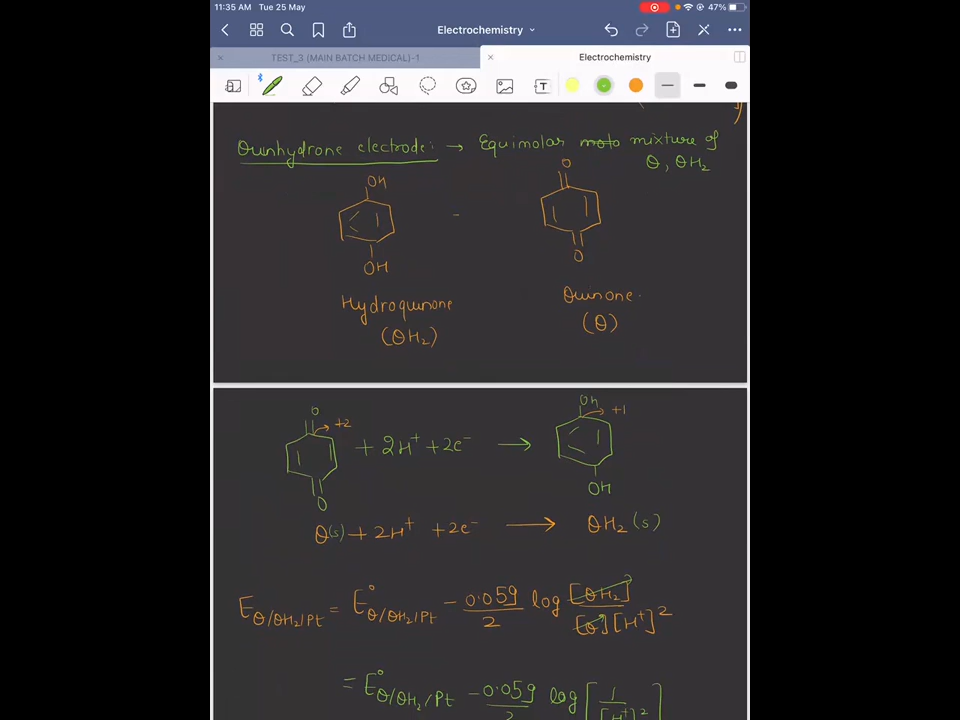 11:35 AM Tue 25 May
47%
Electrochemistry
TEST_3 (MAIN BATCH MEDICAL)-1
Electrochemistry
T
Quinhydrone electrode: → Equimolar mixture of
Q, QH₂
OH
O
OH
O
Hydroquinone
Quinone
(QH₂)
(Q)
O
+2
+ 2H⁺ + 2e⁻ →
OH
+1
O
OH
Q(s) + 2H⁺ + 2e⁻ → QH₂ (s)
E Q/QH₂/Pt = E° Q/QH₂/Pt - 0.059/2 log [QH₂]/[Q][H⁺]²
= E° Q/QH₂/Pt - 0.059/2 log [1/[H⁺]²]